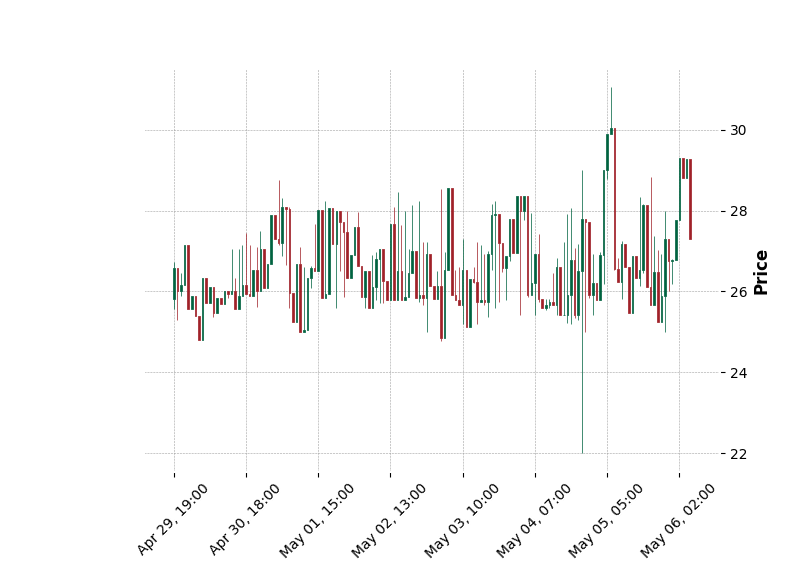 30
28
26
24
22
Price
Apr 29, 19:00
Apr 30, 18:00
May 01, 15:00
May 02, 13:00
May 03, 10:00
May 04, 07:00
May 05, 05:00
May 06, 02:00